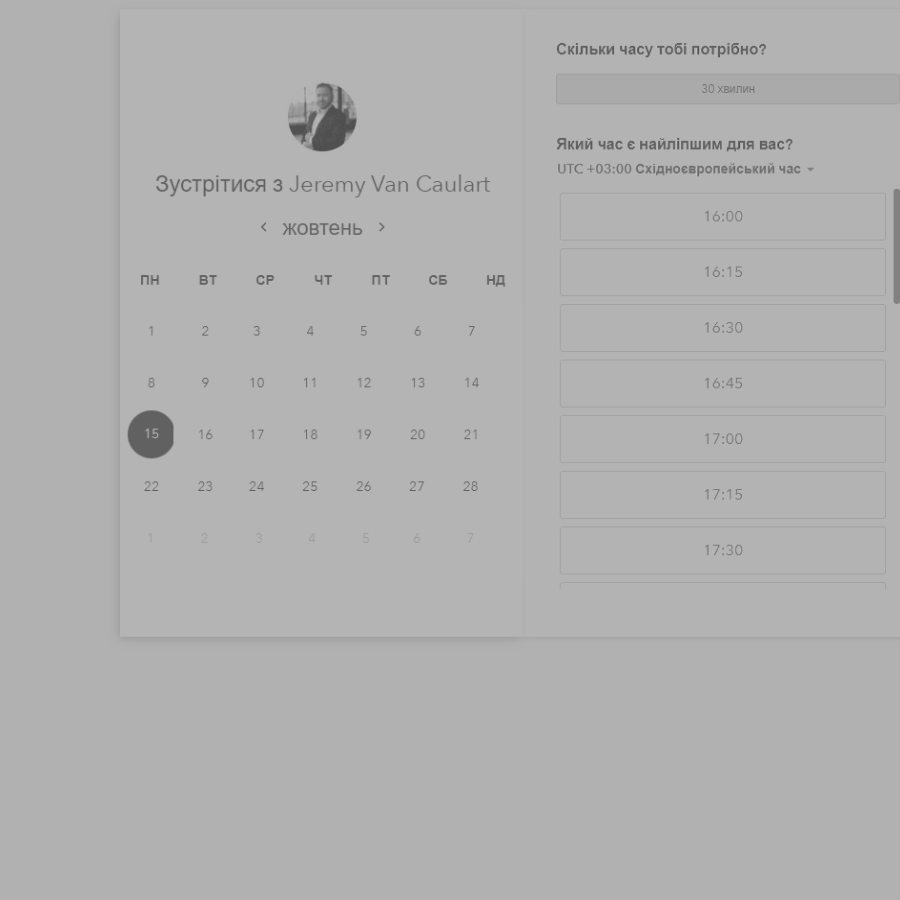 Зустрітися з Jeremy Van Caulart
‹ жовтень ›
ПН ВТ СР ЧТ ПТ СБ НД
1 2 3 4 5 6 7
8 9 10 11 12 13 14
15 16 17 18 19 20 21
22 23 24 25 26 27 28
1 2 3 4 5 6 7
Скільки часу тобі потрібно?
30 хвилин
Який час є найліпшим для вас?
UTC +03:00 Східноєвропейський час
16:00
16:15
16:30
16:45
17:00
17:15
17:30